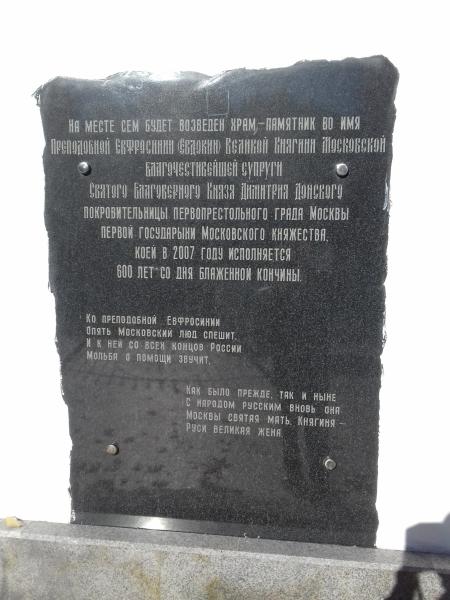 На месте сем будет возведен храм-памятник во имя
Преподобной Евфросинии (Евдокии) Великой Княгини Московской
благочестивейшей супруги
Святого Благоверного Князя Димитрия Донского
покровительницы первопрестольного града Москвы
первой государыни Московского княжества,
коей в 2007 году исполняется
600 лет со дня блаженной кончины.
Ко преподобной Евфросинии
Опять Московский люд спешит,
И к ней со всех концов России
Мольба о помощи звучит.
Как было прежде, так и ныне
С народом русским вновь она
Москвы святая мать, Княгиня –
Руси великая жена